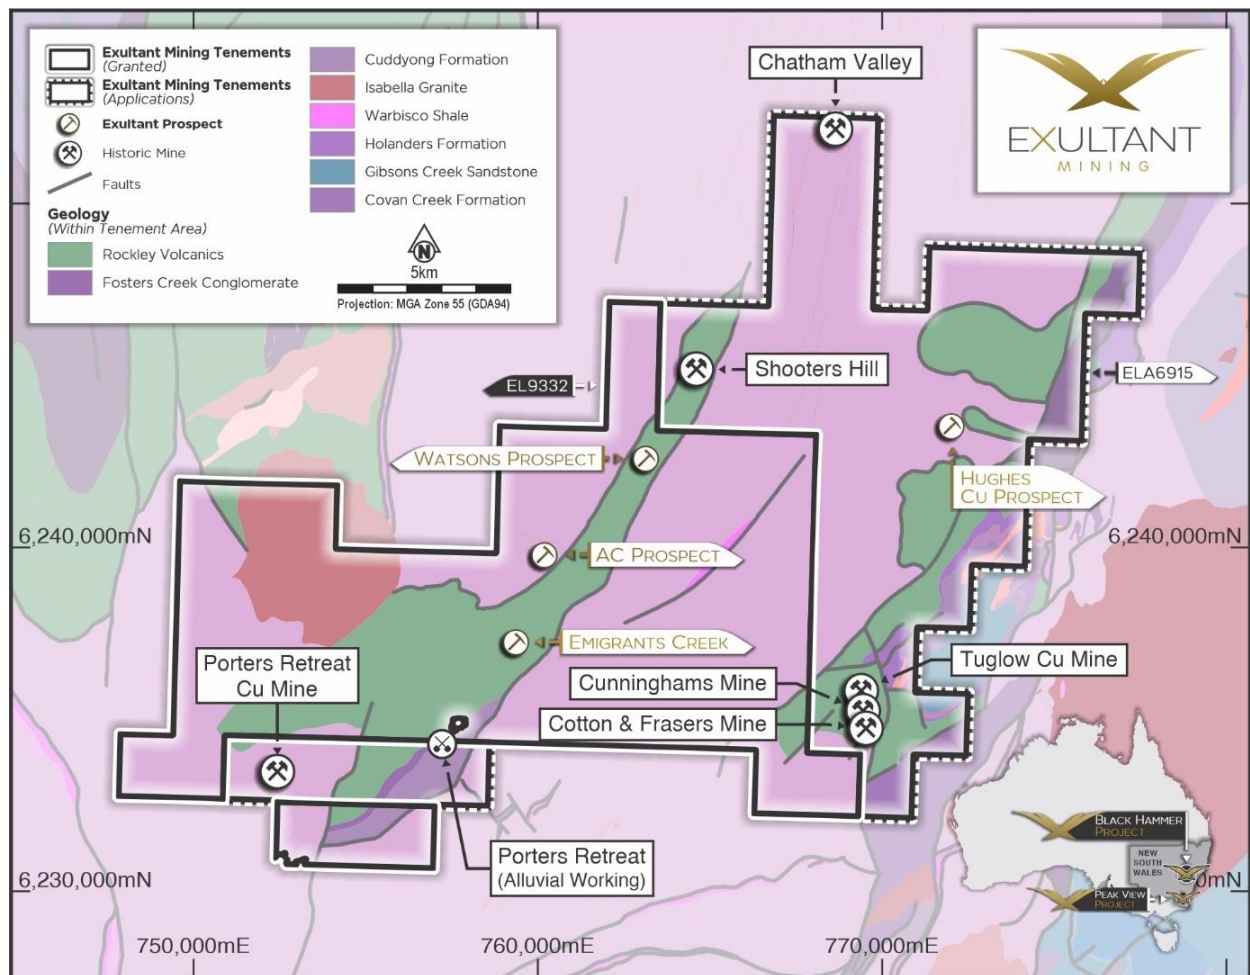 Exultant Mining Tenements
(Granted)
Exultant Mining Tenements
(Applications)
Exultant Prospect
Historic Mine
Faults
Geology
(Within Tenement Area)
Rockley Volcanics
Fosters Creek Conglomerate
Cuddyong Formation
Isabella Granite
Warbisco Shale
Holanders Formation
Gibsons Creek Sandstone
Covan Creek Formation
N
5km
Projection: MGA Zone 55 (GDA94)
Chatham Valley
EXULTANT
MINING
EL9332
Shooters Hill
ELA6915
WATSONS PROSPECT
HUGHES
CU PROSPECT
6,240,000mN
6,240,000mN
AC PROSPECT
EMIGRANTS CREEK
Porters Retreat
Cu Mine
Tuglow Cu Mine
Cunninghams Mine
Cotton & Frasers Mine
Porters Retreat
(Alluvial Working)
BLACK HAMMER
PROJECT
NEW
SOUTH
WALES
PEAK VIEW
PROJECT
6,230,000mN
0mN
750,000mE
760,000mE
770,000mE